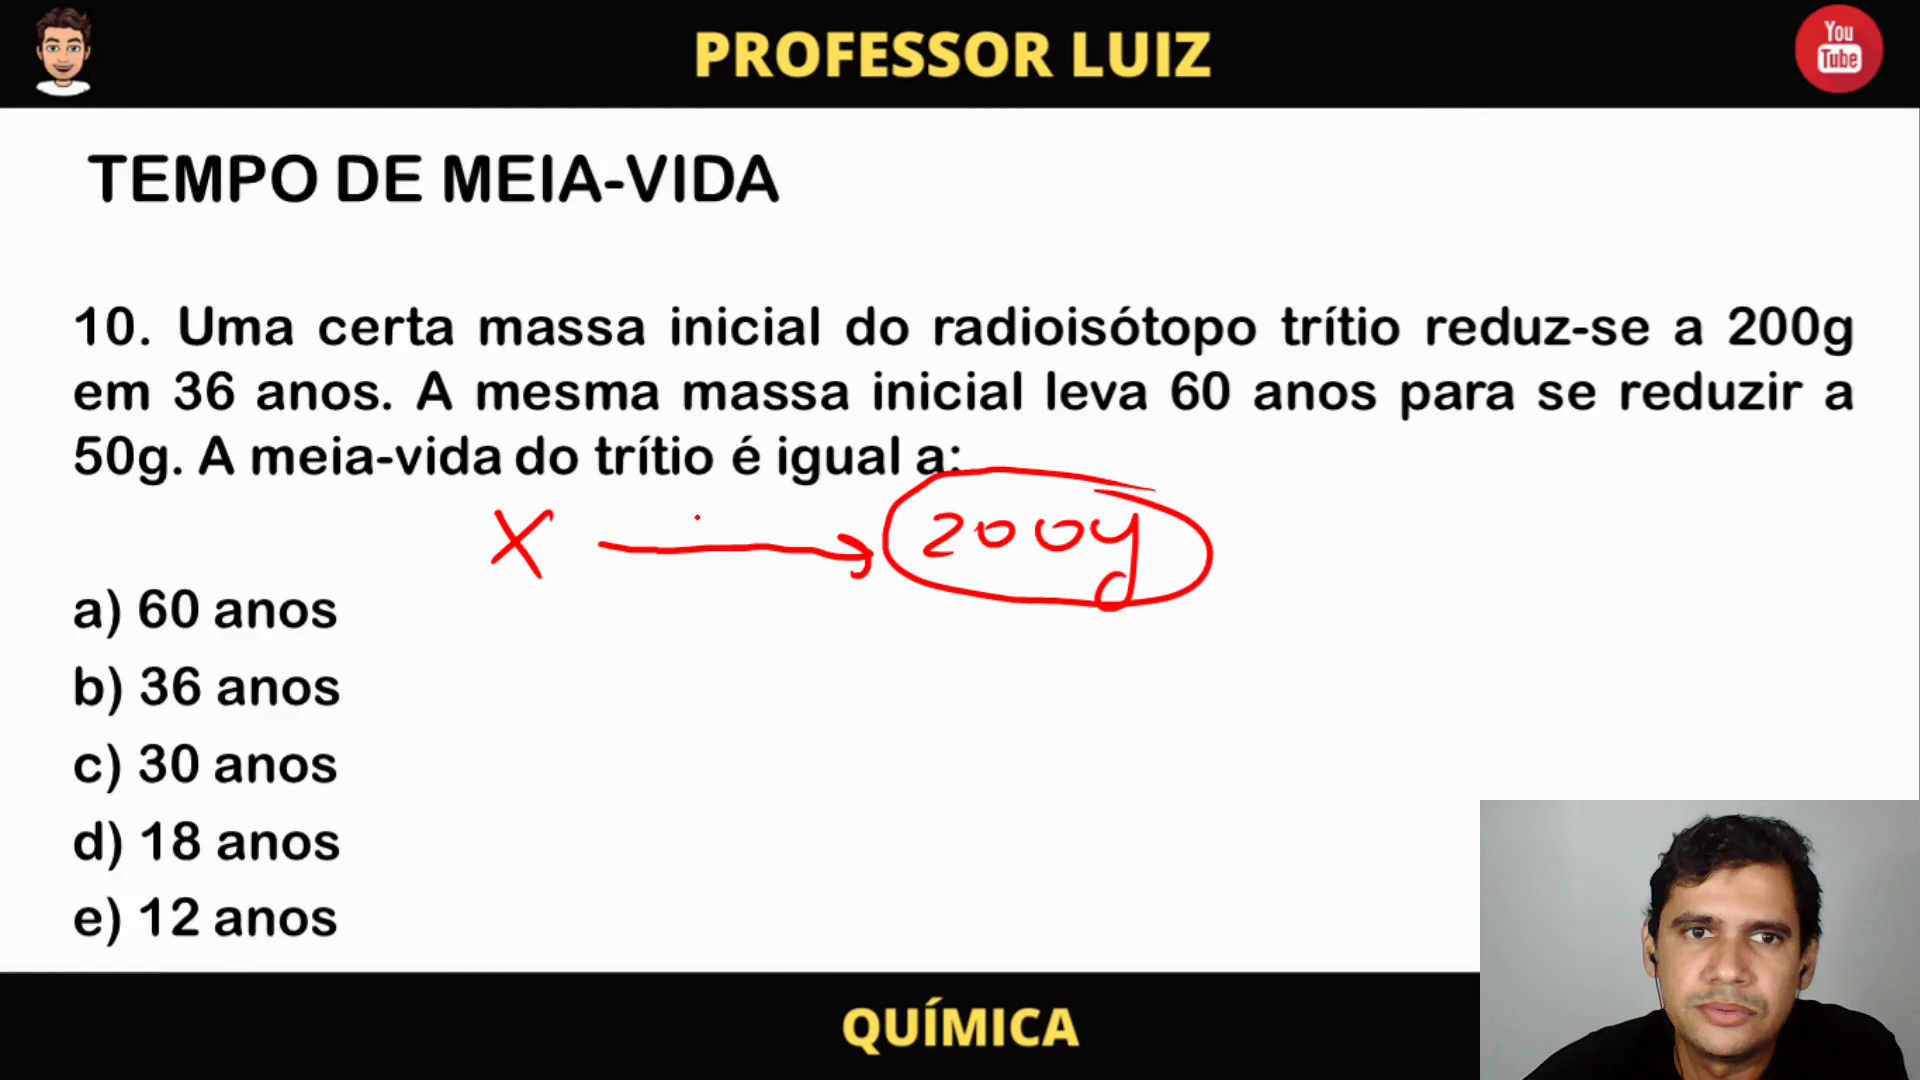 PROFESSOR LUIZ
You
Tube
TEMPO DE MEIA-VIDA
10. Uma certa massa inicial do radioisótopo trítio reduz-se a 200g
em 36 anos. A mesma massa inicial leva 60 anos para se reduzir a
50g. A meia-vida do trítio é igual a:
X → 200g
a) 60 anos
b) 36 anos
c) 30 anos
d) 18 anos
e) 12 anos
QUÍMICA